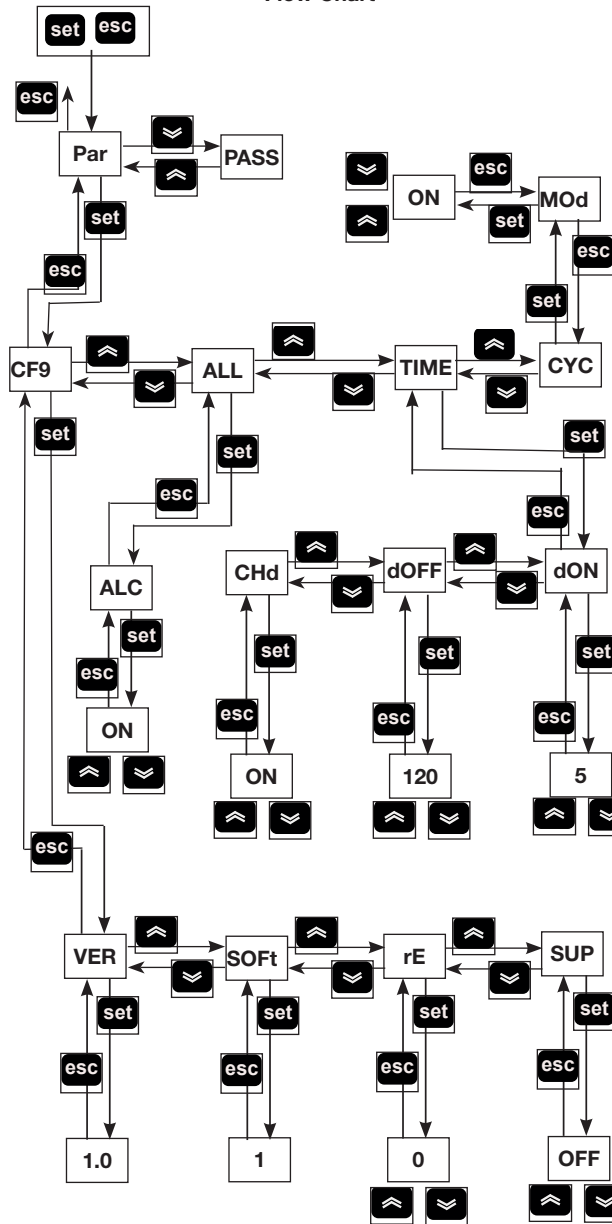 set esc
esc
Par PASS
ON esc MOd
set
set
esc
esc
set
CF9 ALL TIME CYC
set
set
set
esc
esc
CHd dOFF dON
ALC
set
set set set
esc
esc esc esc
ON
ON 120 5
esc
VER SOFt rE SUP
set set set set
esc esc esc esc
1.0 1 0 OFF